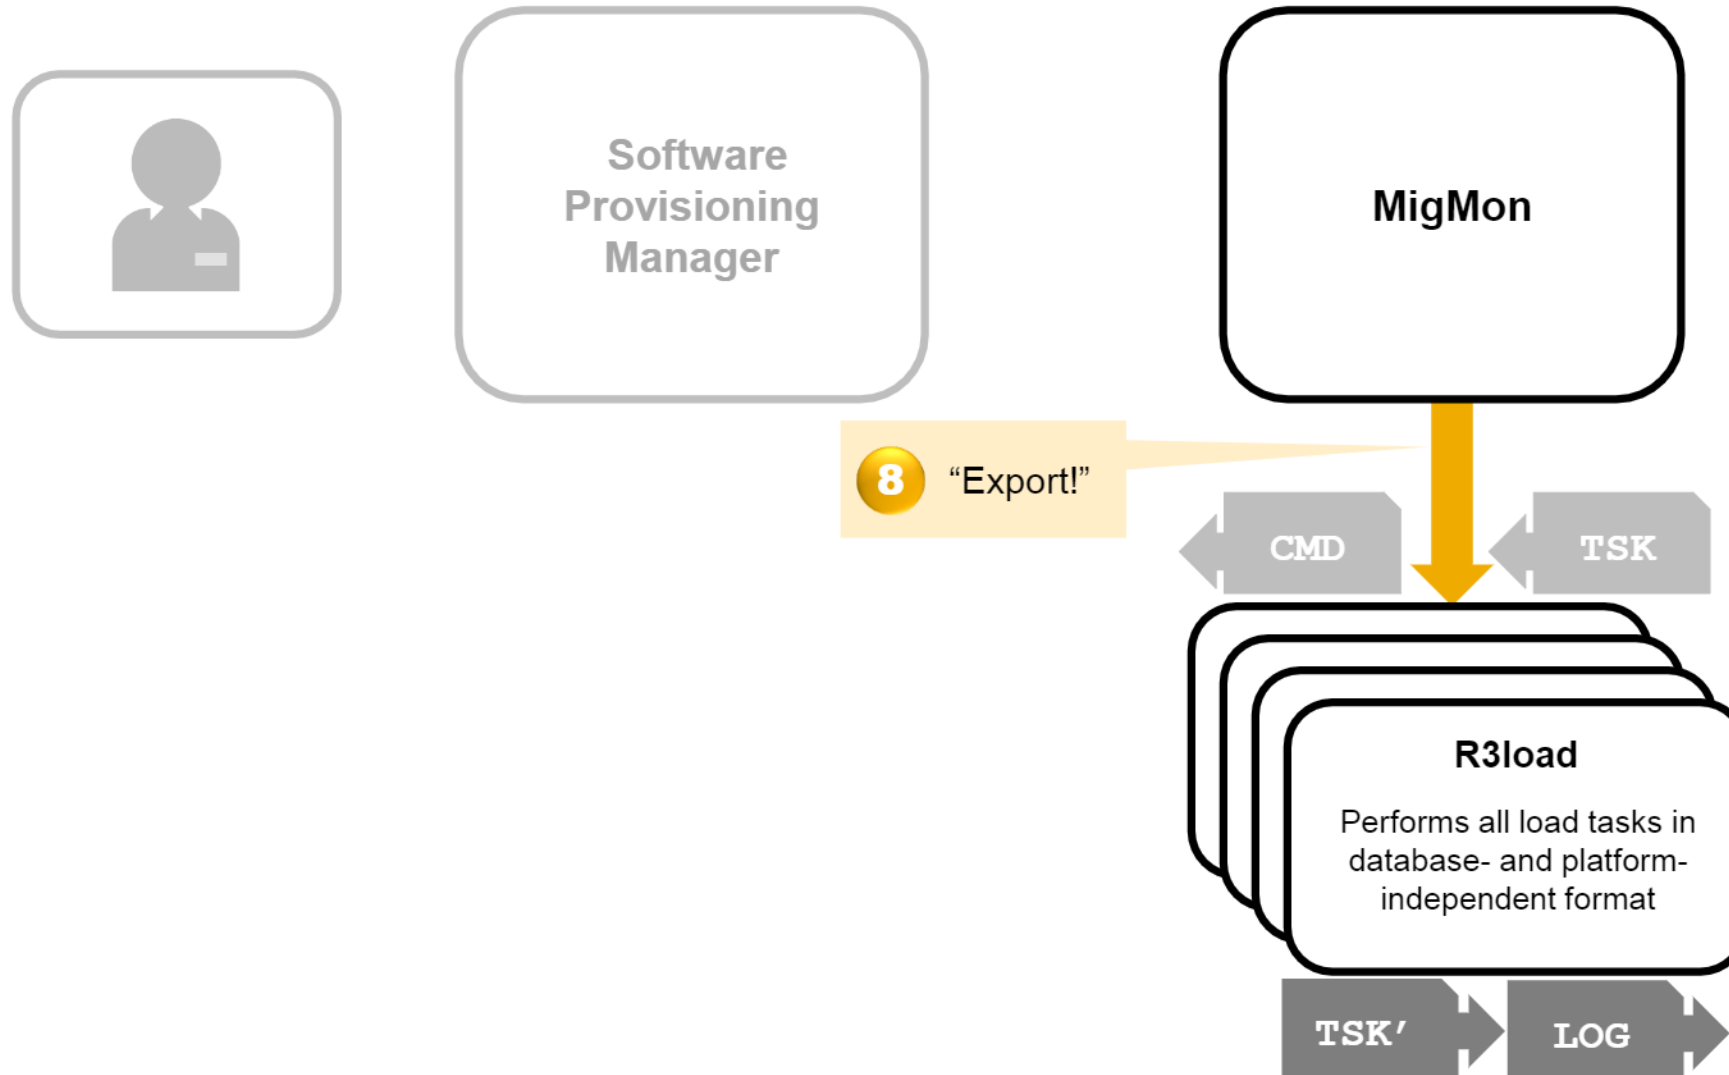 Software
Provisioning
Manager
MigMon
8 “Export!”
CMD
TSK
R3load
Performs all load tasks in
database- and platform-
independent format
TSK’
LOG